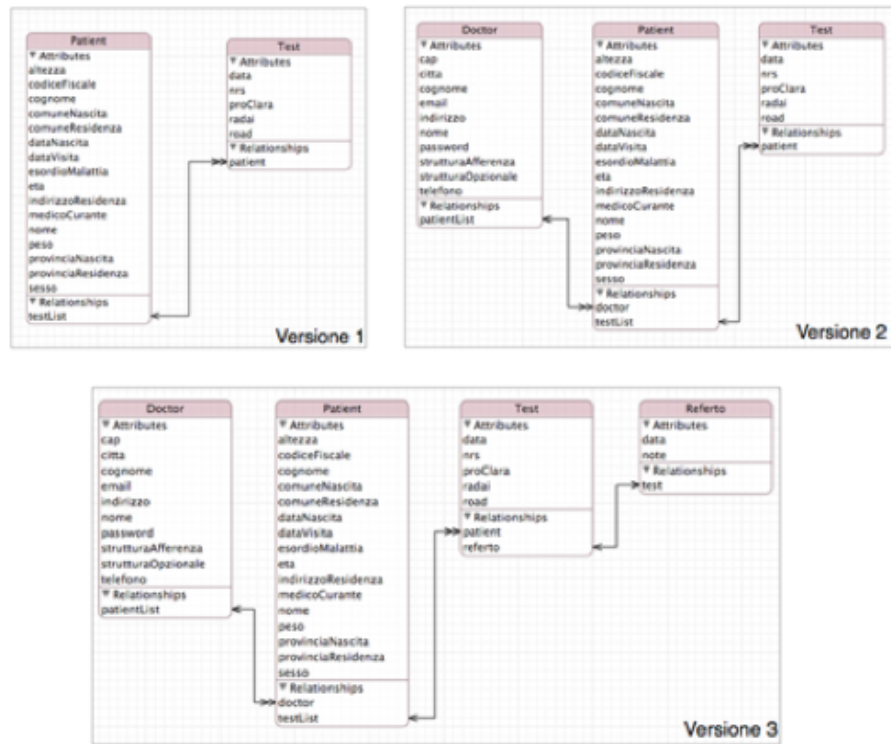 Patient
Attributes
altezza
codiceFiscale
cognome
comuneNascita
comuneResidenza
dataNascita
dataVisita
esordioMalattia
eta
indirizzoResidenza
medicoCurante
nome
peso
provinciaNascita
provinciaResidenza
sesso
Relationships
testList
Test
Attributes
data
nrs
proClara
radai
road
Relationships
patient
Versione 1
Doctor
Attributes
cap
citta
cognome
email
indirizzo
nome
password
strutturaAfferenza
strutturaOpzionale
telefono
Relationships
patientList
Patient
Attributes
altezza
codiceFiscale
cognome
comuneNascita
comuneResidenza
dataNascita
dataVisita
esordioMalattia
eta
indirizzoResidenza
medicoCurante
nome
peso
provinciaNascita
provinciaResidenza
sesso
Relationships
doctor
testList
Test
Attributes
data
nrs
proClara
radai
road
Relationships
patient
Versione 2
Doctor
Attributes
cap
citta
cognome
email
indirizzo
nome
password
strutturaAfferenza
strutturaOpzionale
telefono
Relationships
patientList
Patient
Attributes
altezza
codiceFiscale
cognome
comuneNascita
comuneResidenza
dataNascita
dataVisita
esordioMalattia
eta
indirizzoResidenza
medicoCurante
nome
peso
provinciaNascita
provinciaResidenza
sesso
Relationships
doctor
testList
Test
Attributes
data
nrs
proClara
radai
road
Relationships
patient
referto
Referto
Attributes
data
note
Relationships
test
Versione 3